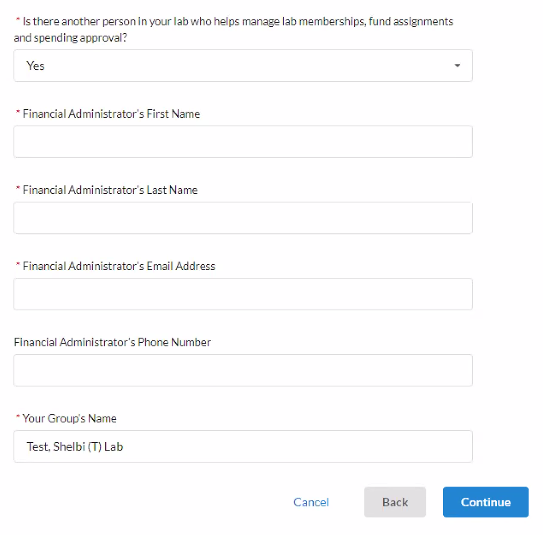 * Is there another person in your lab who helps manage lab memberships, fund assignments
and spending approval?
Yes
* Financial Administrator's First Name
* Financial Administrator's Last Name
* Financial Administrator's Email Address
Financial Administrator's Phone Number
* Your Group's Name
Test, Shelbi (T) Lab
Cancel Back Continue